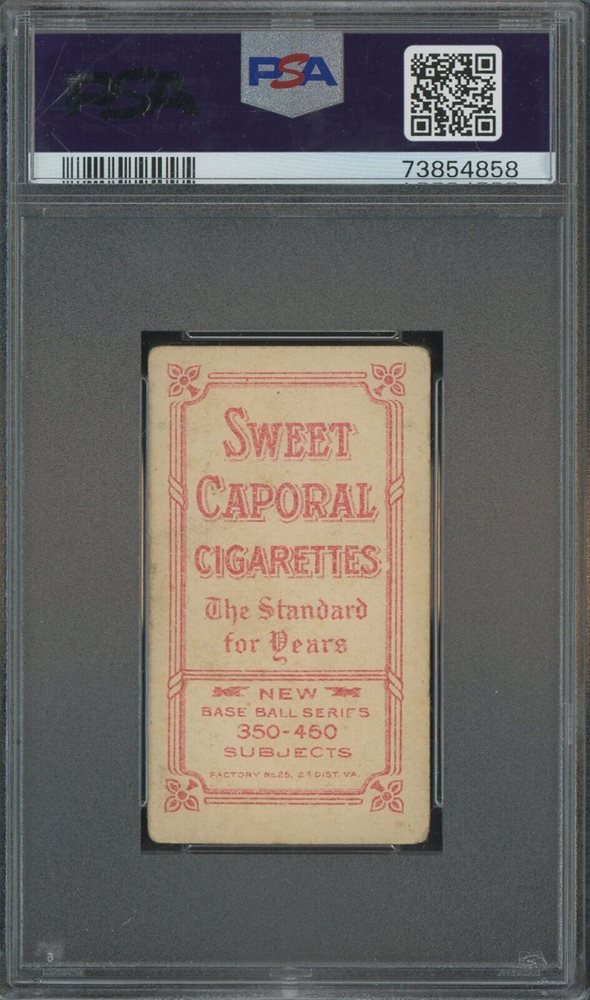 PSA
PSA
73854858
SWEET
CAPORAL
CIGARETTES
The Standard
for Years
NEW
BASE BALL SERIES
350-460
SUBJECTS
FACTORY No. 25, 2d DIST. VA.